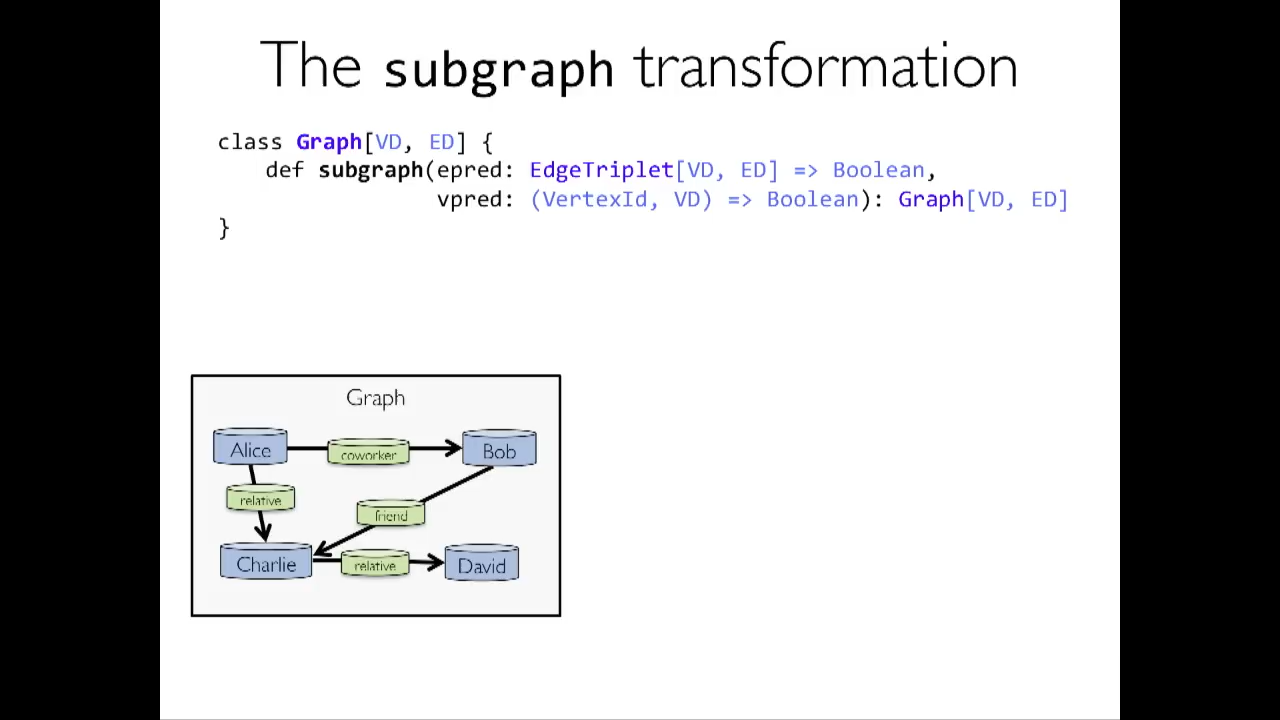 The subgraph transformation
class Graph[VD, ED] {
def subgraph(epred: EdgeTriplet[VD, ED] => Boolean,
vpred: (VertexId, VD) => Boolean): Graph[VD, ED]
}
Graph
Alice
coworker
Bob
relative
friend
Charlie
relative
David